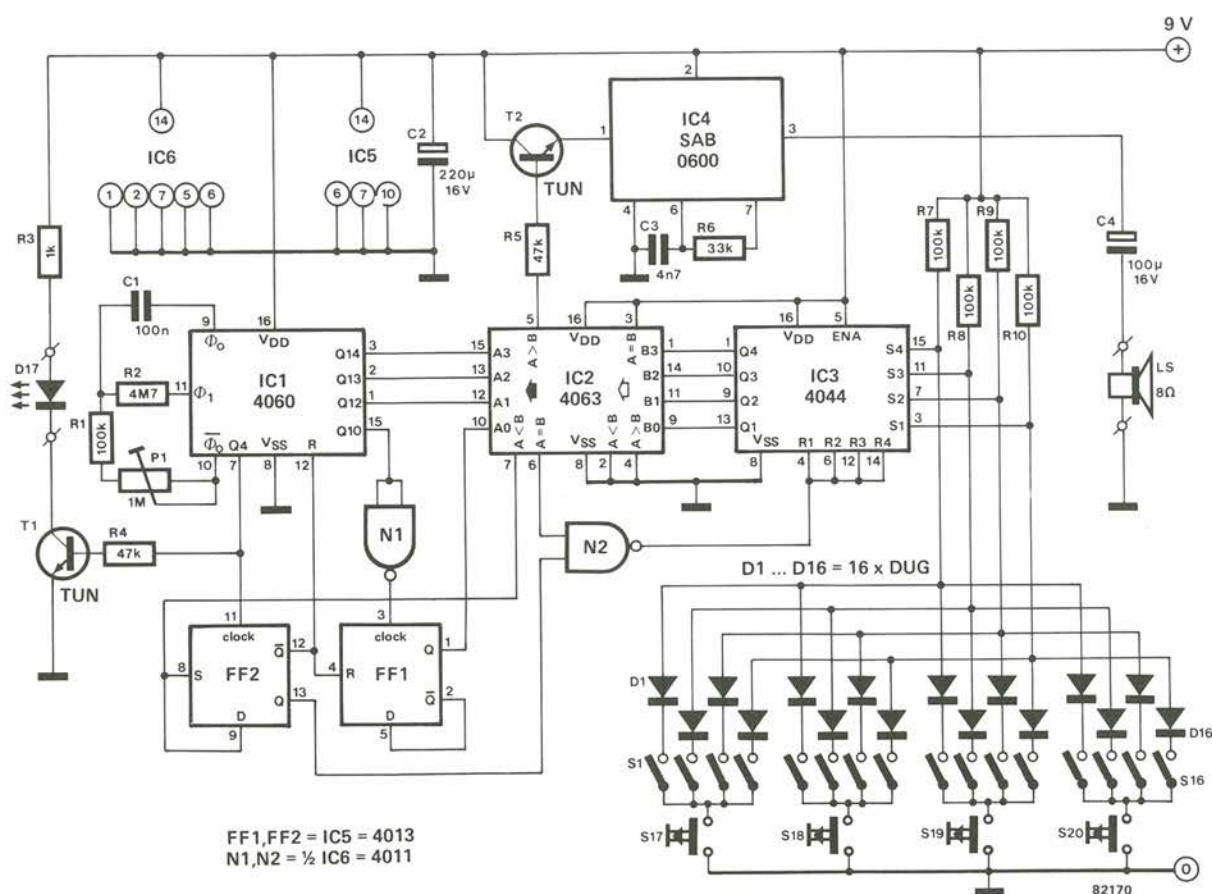 9 V
+
2
T2
1
IC4
SAB
0600
3
14
14
IC6
IC5
C2
220µ
16V
TUN
1 2 7 5 6
6 7 10
R3
1k
R5
47k
4
C3
4n7
6
R6
33k
7
R7
100k
R9
100k
C4
100µ
16V
100k
R8
100k
R10
C1
100n
D17
R2
4M7
R1
100k
P1
1M
9
Φ0
16
VDD
11
Φ1
IC1
4060
Q14
3
Q13
2
Q12
1
Q10
15
Φ0
10
Q4
7
VSS
8
R
12
5
A > B
16
VDD
3
A = B
15
A3
13
A2
12
A1
10
A0
IC2
4063
B3
1
B2
14
B1
11
B0
9
A < B
7
A = B
6
VSS
8
A < B
2
A > B
4
16
VDD
5
ENA
1
Q4
10
Q3
9
Q2
13
Q1
IC3
4044
S4
15
S3
11
S2
7
S1
3
VSS
8
R1
4
R2
6
R3
12
R4
14
LS
8Ω
T1
R4
47k
TUN
N1
N2
D1 ... D16 = 16 x DUG
11
clock
8
S
FF2
Q
12
Q
13
D
9
3
clock
4
R
FF1
Q
1
Q
2
D
5
D1
D16
S1
S16
S17
S18
S19
S20
0
FF1,FF2 = IC5 = 4013
N1,N2 = ½ IC6 = 4011
82170